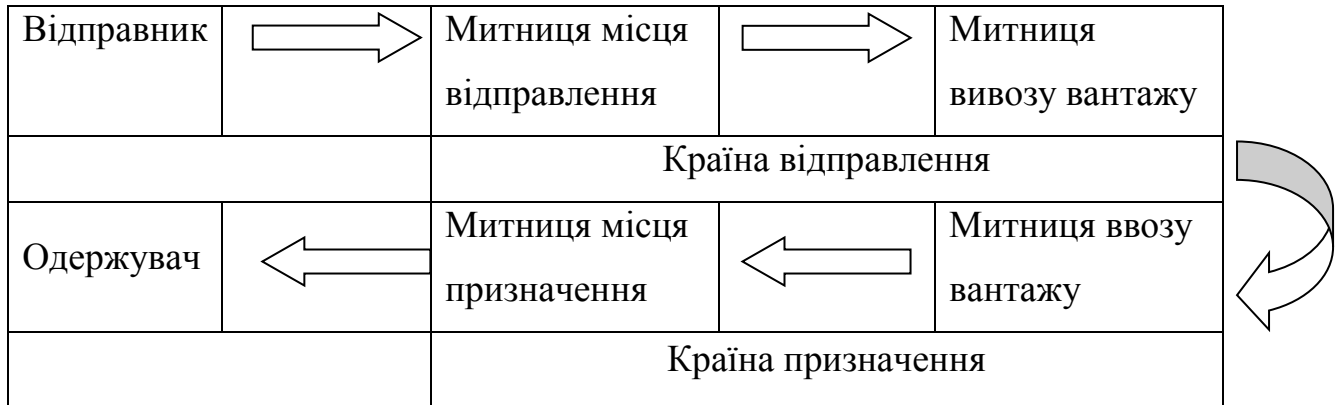 Відправник
Митниця місця
відправлення
Митниця
вивозу вантажу
Країна відправлення
Одержувач
Митниця місця
призначення
Митниця ввозу
вантажу
Країна призначення